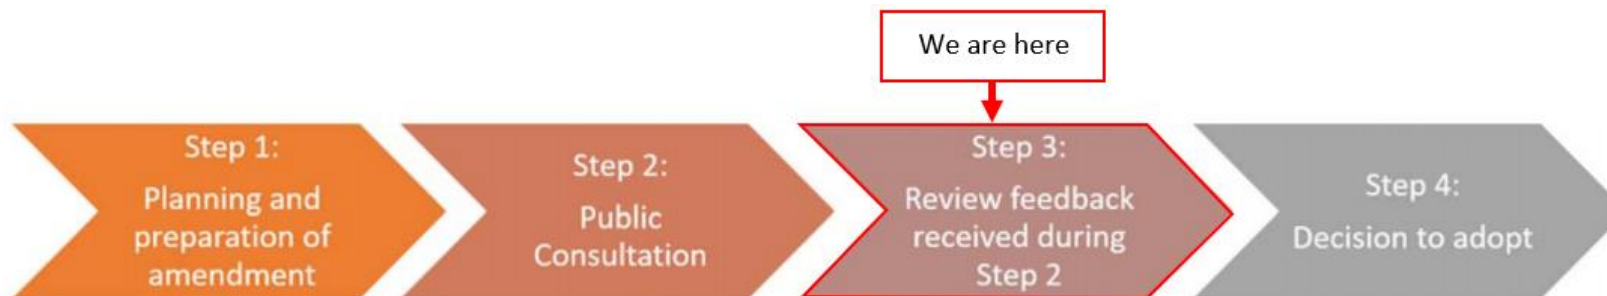 We are here
Step 1:
Planning and
preparation of
amendment
Step 2:
Public
Consultation
Step 3:
Review feedback
received during
Step 2
Step 4:
Decision to adopt